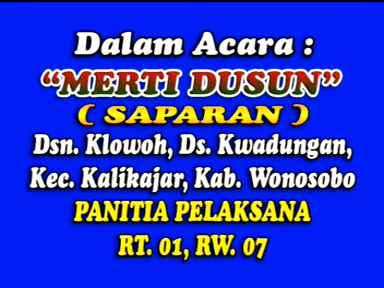 Dalam Acara :
“MERTI DUSUN”
( SAPARAN )
Dsn. Klowoh, Ds. Kwadungan,
Kec. Kalikajar, Kab. Wonosobo
PANITIA PELAKSANA
RT. 01, RW. 07